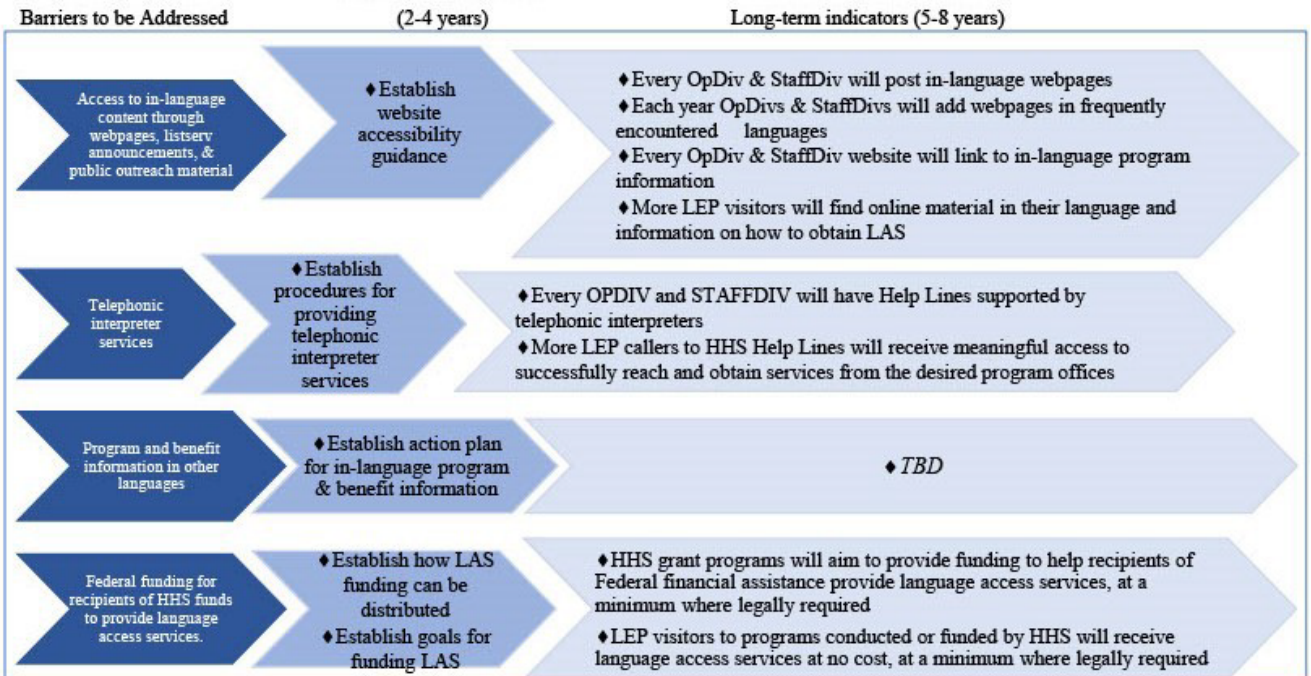 Barriers to be Addressed
(2-4 years)
Long-term indicators (5-8 years)
Access to in-language
content through
webpages, listserv
announcements, &
public outreach material
♦Establish
website
accessibility
guidance
♦Every OpDiv & StaffDiv will post in-language webpages
♦Each year OpDivs & StaffDivs will add webpages in frequently
encountered languages
♦Every OpDiv & StaffDiv website will link to in-language program
information
♦More LEP visitors will find online material in their language and
information on how to obtain LAS
Telephonic
interpreter
services
♦Establish
procedures for
providing
telephonic
interpreter
services
♦Every OPDIV and STAFFDIV will have Help Lines supported by
telephonic interpreters
♦More LEP callers to HHS Help Lines will receive meaningful access to
successfully reach and obtain services from the desired program offices
Program and benefit
information in other
languages
♦Establish action plan
for in-language program
& benefit information
♦TBD
Federal funding for
recipients of HHS funds
to provide language
access services.
♦Establish how LAS
funding can be
distributed
♦Establish goals for
funding LAS
♦HHS grant programs will aim to provide funding to help recipients of
Federal financial assistance provide language access services, at a
minimum where legally required
♦LEP visitors to programs conducted or funded by HHS will receive
language access services at no cost, at a minimum where legally required